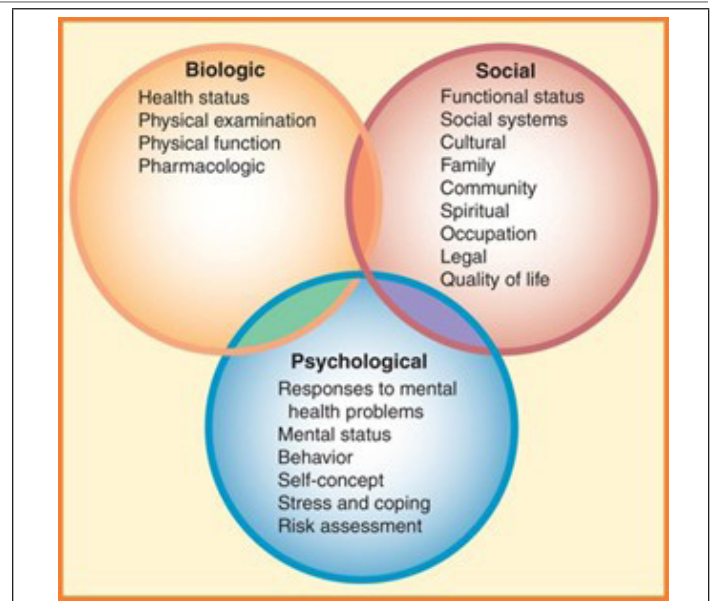 Biologic
Health status
Physical examination
Physical function
Pharmacologic
Social
Functional status
Social systems
Cultural
Family
Community
Spiritual
Occupation
Legal
Quality of life
Psychological
Responses to mental
health problems
Mental status
Behavior
Self-concept
Stress and coping
Risk assessment